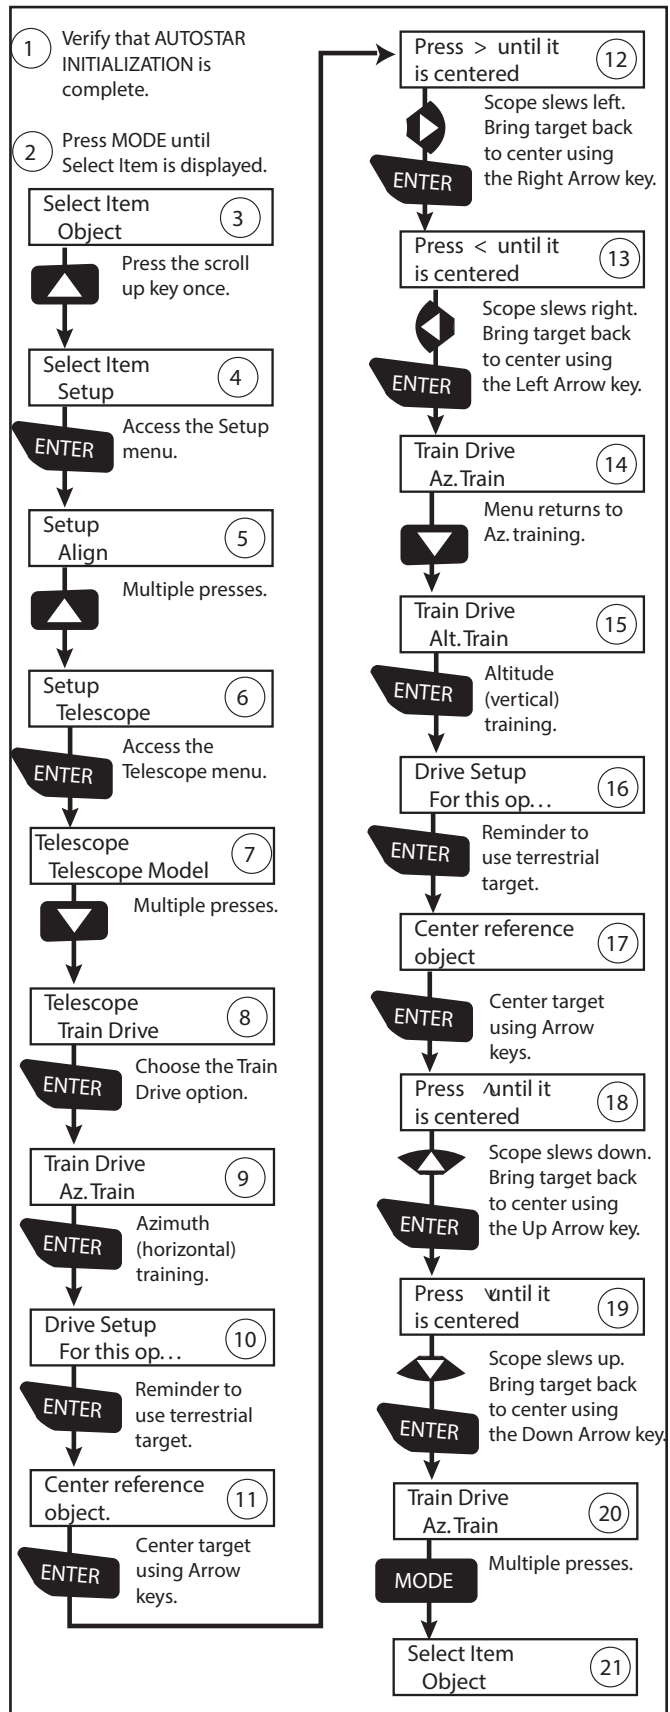 1
Verify that AUTOSTAR
INITIALIZATION is
complete.
2
Press MODE until
Select Item is displayed.
Select Item
Object
3
Press the scroll
up key once.
Select Item
Setup
4
ENTER
Access the Setup
menu.
Setup
Align
5
Multiple presses.
Setup
Telescope
6
ENTER
Access the
Telescope menu.
Telescope
Telescope Model
7
Multiple presses.
Telescope
Train Drive
8
ENTER
Choose the Train
Drive option.
Train Drive
Az. Train
9
ENTER
Azimuth
(horizontal)
training.
Drive Setup
For this op…
10
ENTER
Reminder to
use terrestrial
target.
Center reference
object.
11
ENTER
Center target
using Arrow
keys.
Press > until it
is centered
12
Scope slews left.
Bring target back
to center using
the Right Arrow key.
ENTER
Press < until it
is centered
13
Scope slews right.
Bring target back
to center using
the Left Arrow key.
ENTER
Train Drive
Az. Train
14
Menu returns to
Az. training.
Train Drive
Alt. Train
15
ENTER
Altitude
(vertical)
training.
Drive Setup
For this op…
16
ENTER
Reminder to
use terrestrial
target.
Center reference
object
17
ENTER
Center target
using Arrow
keys.
Press ^ until it
is centered
18
Scope slews down.
Bring target back
to center using
the Up Arrow key.
ENTER
Press v until it
is centered
19
Scope slews up.
Bring target back
to center using
the Down Arrow key.
ENTER
Train Drive
Az. Train
20
MODE
Multiple presses.
Select Item
Object
21